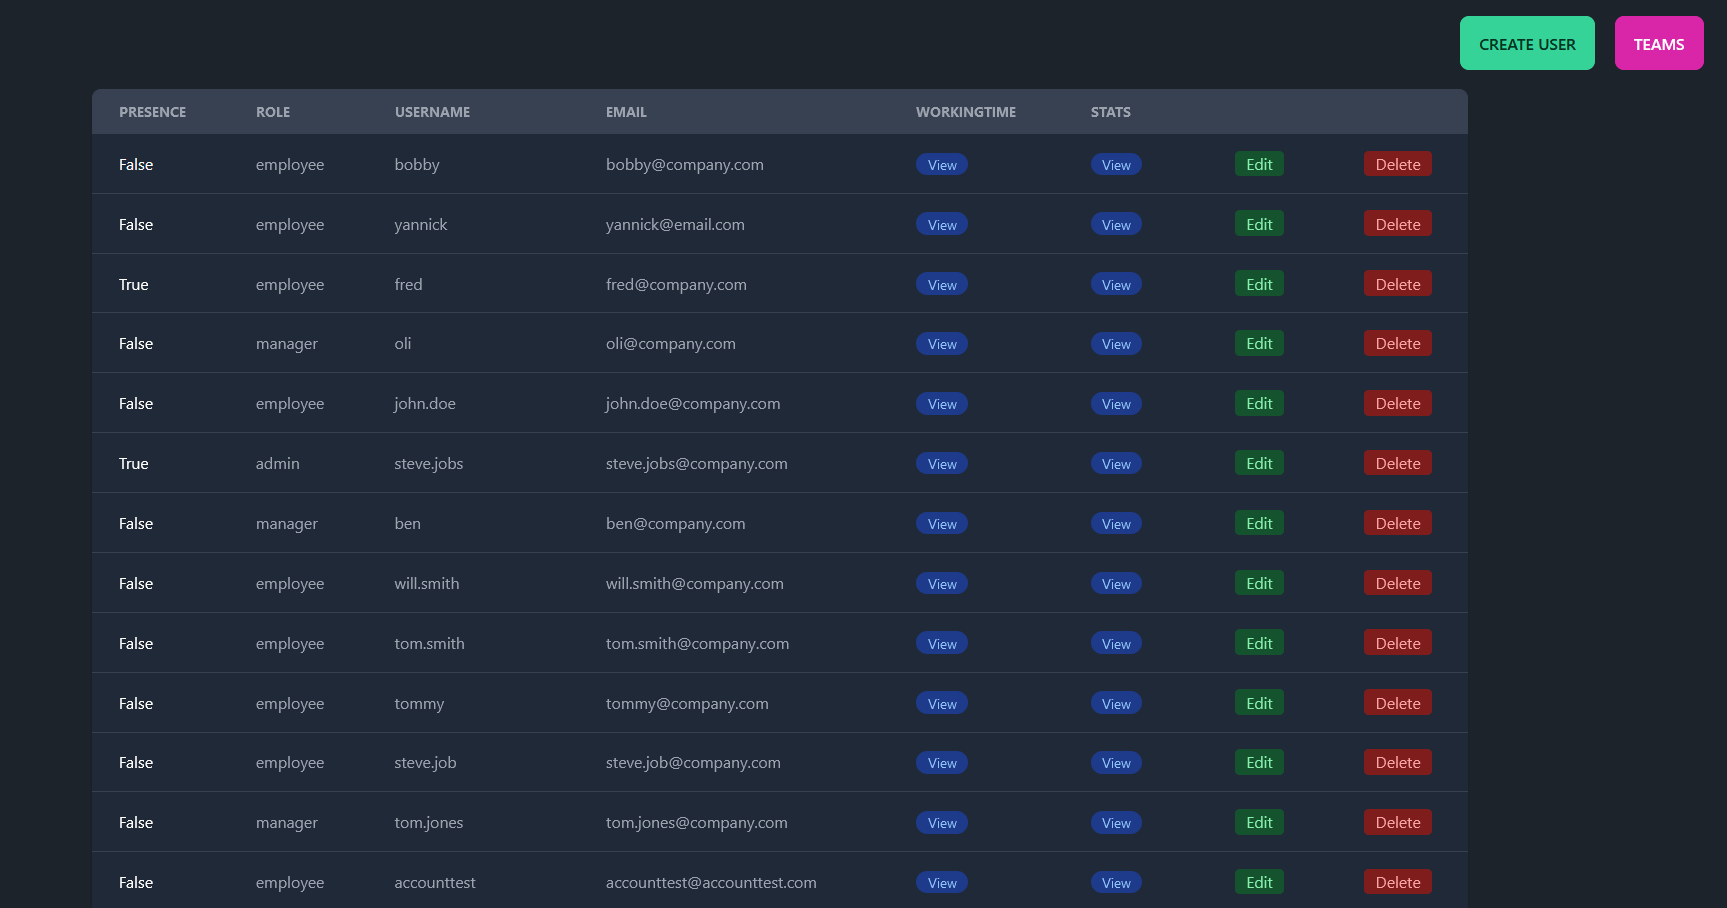 CREATE USER TEAMS
PRESENCE ROLE USERNAME EMAIL WORKINGTIME STATS
False employee bobby bobby@company.com View View Edit Delete
False employee yannick yannick@email.com View View Edit Delete
True employee fred fred@company.com View View Edit Delete
False manager oli oli@company.com View View Edit Delete
False employee john.doe john.doe@company.com View View Edit Delete
True admin steve.jobs steve.jobs@company.com View View Edit Delete
False manager ben ben@company.com View View Edit Delete
False employee will.smith will.smith@company.com View View Edit Delete
False employee tom.smith tom.smith@company.com View View Edit Delete
False employee tommy tommy@company.com View View Edit Delete
False employee steve.job steve.job@company.com View View Edit Delete
False manager tom.jones tom.jones@company.com View View Edit Delete
False employee accounttest accounttest@accounttest.com View View Edit Delete